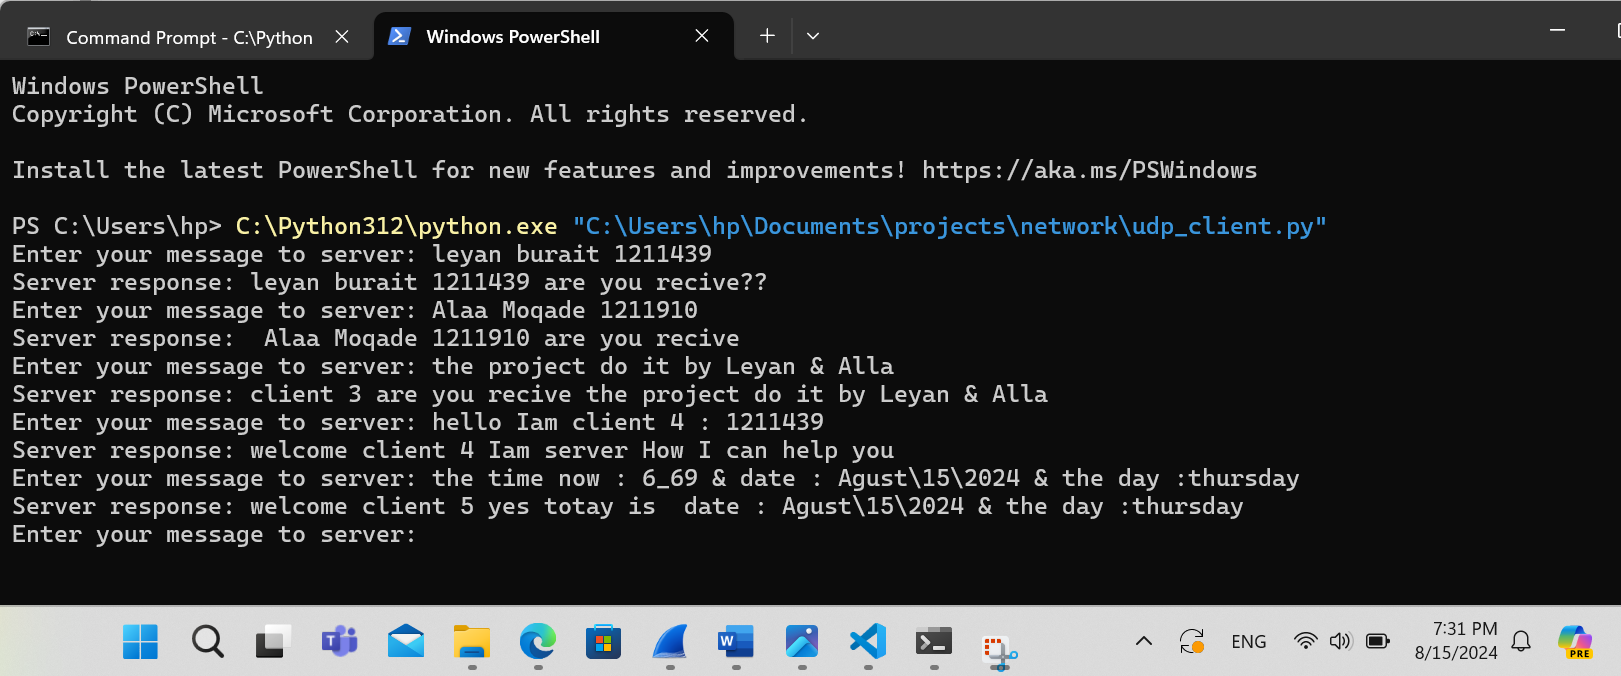 Command Prompt - C:\Python
Windows PowerShell
Windows PowerShell
Copyright (C) Microsoft Corporation. All rights reserved.
Install the latest PowerShell for new features and improvements! https://aka.ms/PSWindows
PS C:\Users\hp> C:\Python312\python.exe "C:\Users\hp\Documents\projects\network\udp_client.py"
Enter your message to server: leyan burait 1211439
Server response: leyan burait 1211439 are you recive??
Enter your message to server: Alaa Moqade 1211910
Server response:  Alaa Moqade 1211910 are you recive
Enter your message to server: the project do it by Leyan & Alla
Server response: client 3 are you recive the project do it by Leyan & Alla
Enter your message to server: hello Iam client 4 : 1211439
Server response: welcome client 4 Iam server How I can help you
Enter your message to server: the time now : 6_69 & date : Agust\15\2024 & the day :thursday
Server response: welcome client 5 yes totay is  date : Agust\15\2024 & the day :thursday
Enter your message to server:
T
W
ENG
7:31 PM
8/15/2024
PRE